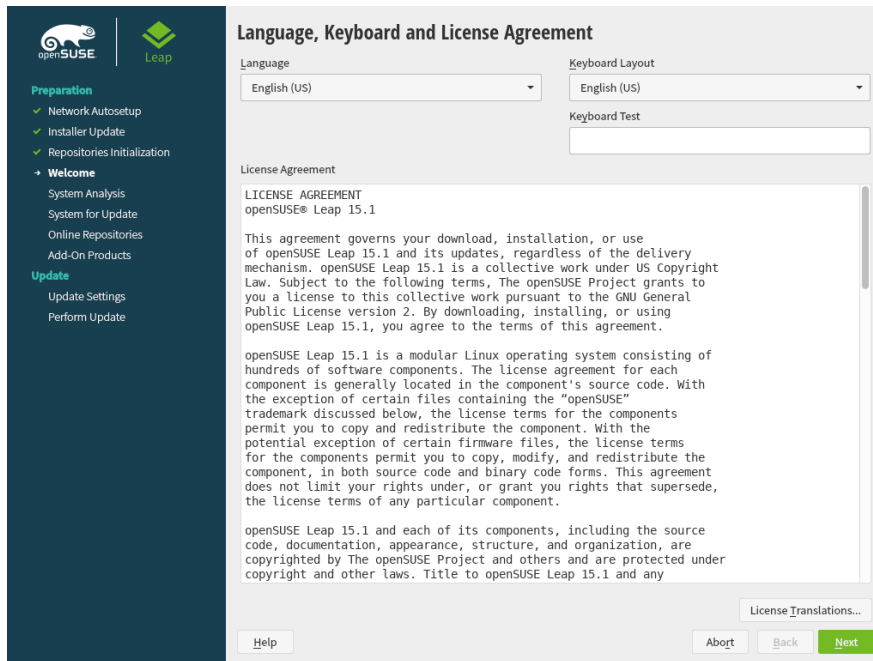 openSUSE
Leap
Preparation
Network Autosetup
Installer Update
Repositories Initialization
Welcome
System Analysis
System for Update
Online Repositories
Add-On Products
Update
Update Settings
Perform Update
Language, Keyboard and License Agreement
Language
English (US)
Keyboard Layout
English (US)
Keyboard Test
License Agreement
LICENSE AGREEMENT
openSUSE® Leap 15.1
This agreement governs your download, installation, or use
of openSUSE Leap 15.1 and its updates, regardless of the delivery
mechanism. openSUSE Leap 15.1 is a collective work under US Copyright
Law. Subject to the following terms, The openSUSE Project grants to
you a license to this collective work pursuant to the GNU General
Public License version 2. By downloading, installing, or using
openSUSE Leap 15.1, you agree to the terms of this agreement.
openSUSE Leap 15.1 is a modular Linux operating system consisting of
hundreds of software components. The license agreement for each
component is generally located in the component's source code. With
the exception of certain files containing the “openSUSE”
trademark discussed below, the license terms for the components
permit you to copy and redistribute the component. With the
potential exception of certain firmware files, the license terms
for the components permit you to copy, modify, and redistribute the
component, in both source code and binary code forms. This agreement
does not limit your rights under, or grant you rights that supersede,
the license terms of any particular component.
openSUSE Leap 15.1 and each of its components, including the source
code, documentation, appearance, structure, and organization, are
copyrighted by The openSUSE Project and others and are protected under
copyright and other laws. Title to openSUSE Leap 15.1 and any
License Translations...
Help
Abort
Back
Next